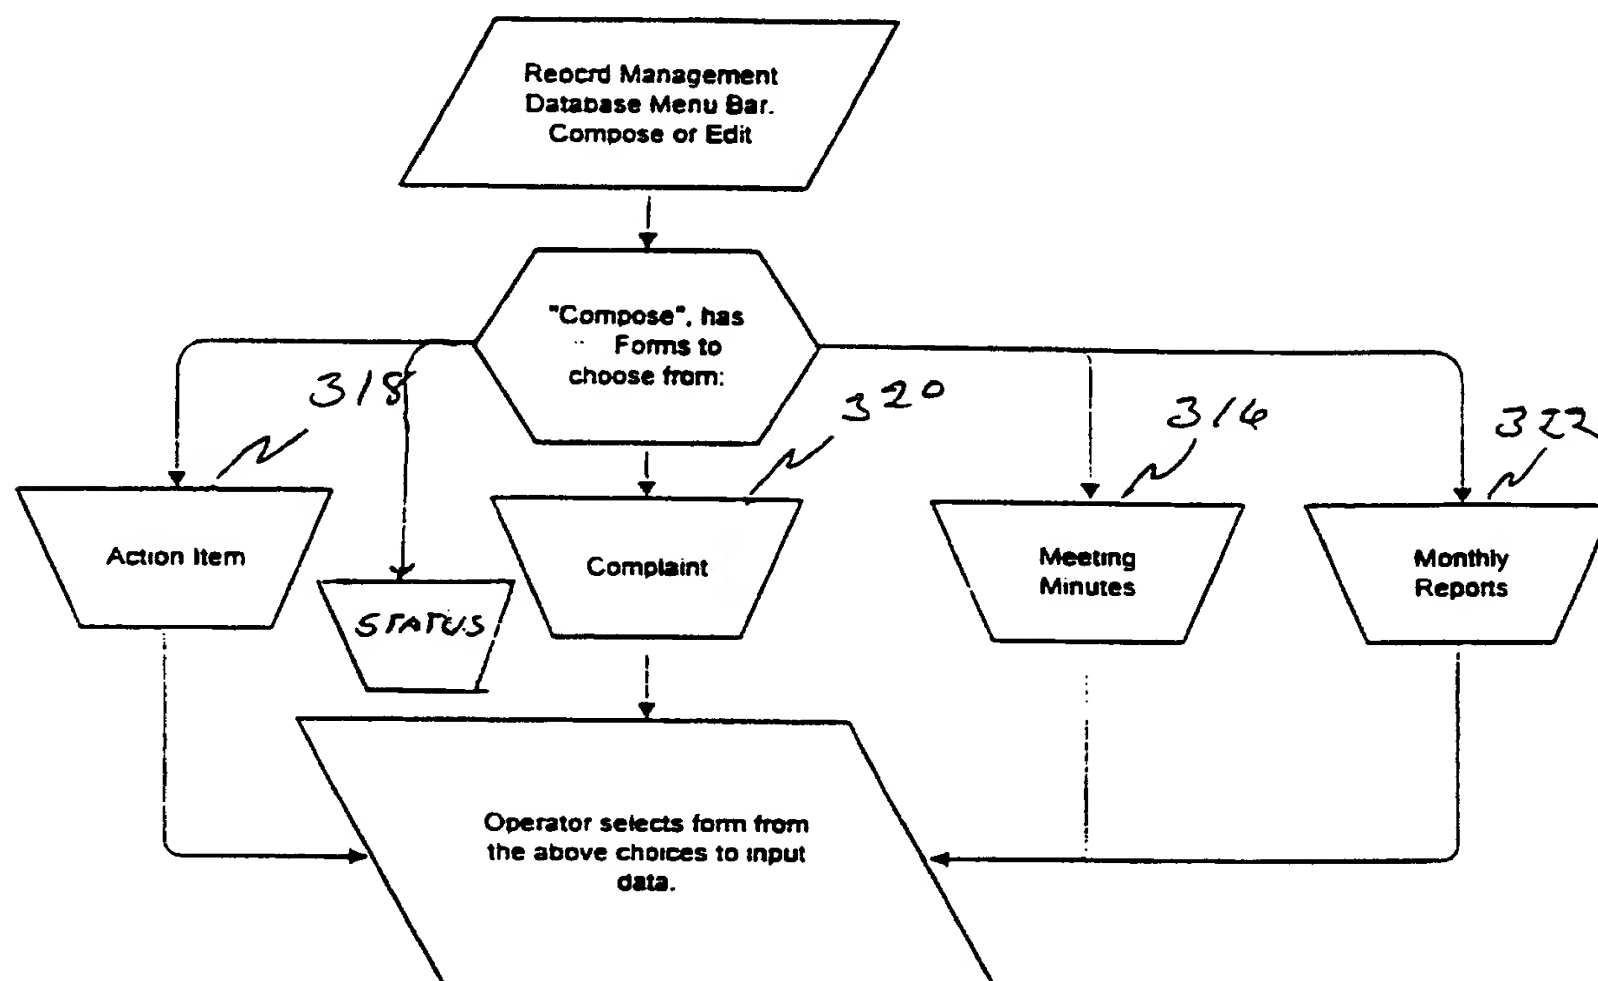 Reocrd Management
Database Menu Bar.
Compose or Edit
"Compose", has
Forms to
choose from:
318
320
316
322
Action Item
STATUS
Complaint
Meeting
Minutes
Monthly
Reports
Operator selects form from
the above choices to input
data.